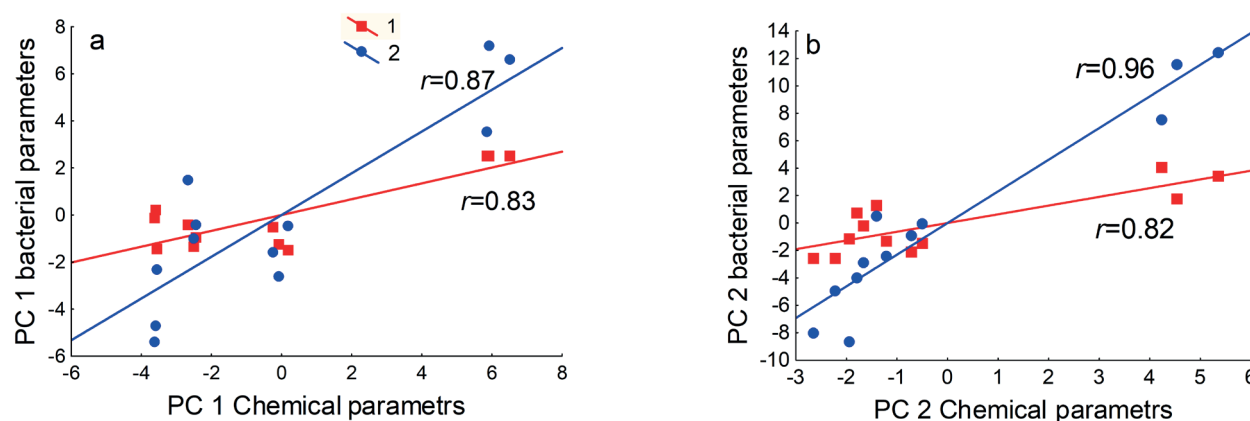 a
1
2
r=0.87
r=0.83
8
6
4
2
0
-2
-4
-6
-6 -4 -2 0 2 4 6 8
PC 1 bacterial parameters
PC 1 Chemical parametrs
b
r=0.96
r=0.82
14
12
10
8
6
4
2
0
-2
-4
-6
-8
-10
-3 -2 -1 0 1 2 3 4 5 6
PC 2 bacterial parameters
PC 2 Chemical parametrs